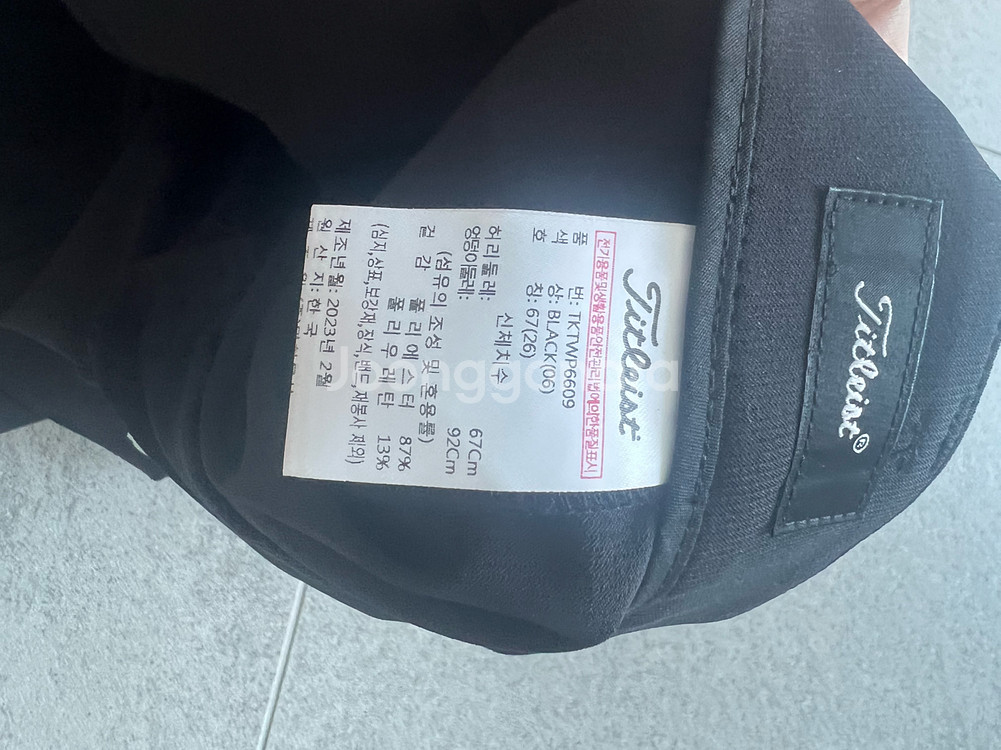 Titleist
전기용품및생활용품안전관리법에의한품질표시
품 번: TKTWP6609
색 상: BLACK(06)
호 칭: 67(26)
신체치수
허리둘레: 67Cm
엉덩이둘레: 92Cm
(섬유의 조성 및 혼용률)
겉 감 폴리에스터 87%
폴리우레탄 13%
(심지,상표,보강재,장식,밴드,재봉사 제외)
제조년월: 2023년 2월
원 산 지: 한 국
Titleist®
Joonggonara